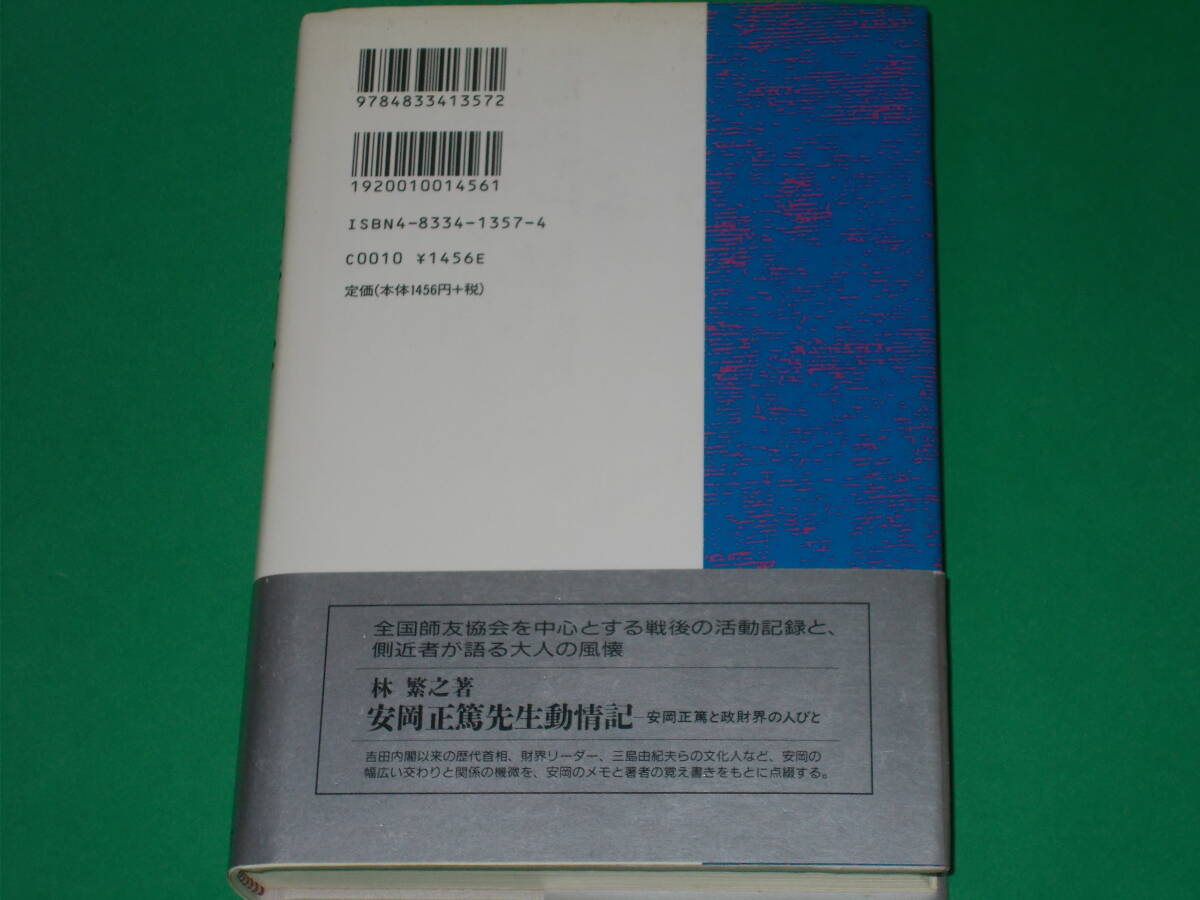 9784833413572
1920010014561
ISBN4-8334-1357-4
C0010 ¥1456E
定価(本体1456円+税)
全国師友協会を中心とする戦後の活動記録と、
側近者が語る大人の風懐
林 繁之著
安岡正篤先生動情記—安岡正篤と政財界の人びと
吉田内閣以来の歴代首相、財界リーダー、三島由紀夫らの文化人など、安岡の
幅広い交わりと関係の機微を、安岡のメモと著者の覚え書きをもとに点綴する。